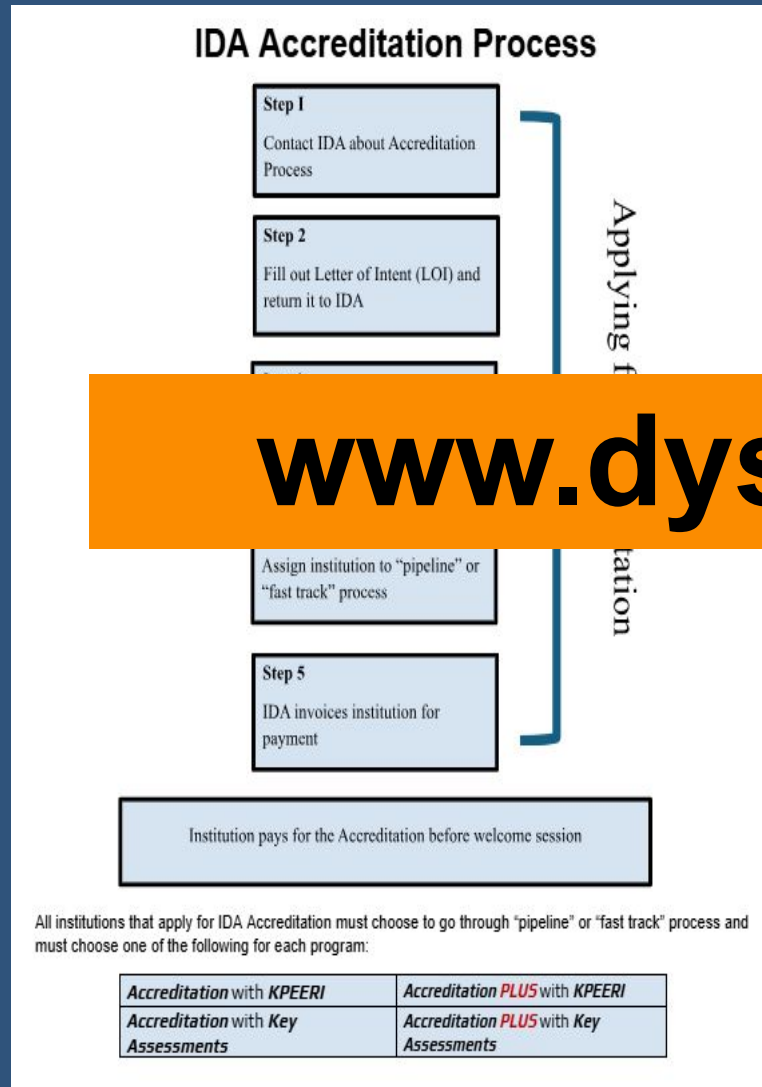 IDA Accreditation Process
Step I
Contact IDA about Accreditation
Process
Step 2
Fill out Letter of Intent (LOI) and
return it to IDA
Applying
www.dys
Assign institution to “pipeline” or
“fast track” process
Step 5
IDA invoices institution for
payment
Institution pays for the Accreditation before welcome session
All institutions that apply for IDA Accreditation must choose to go through “pipeline” or “fast track” process and
must choose one of the following for each program:
Accreditation with KPEERI
Accreditation PLUS with KPEERI
Accreditation with Key
Assessments
Accreditation PLUS with Key
Assessments